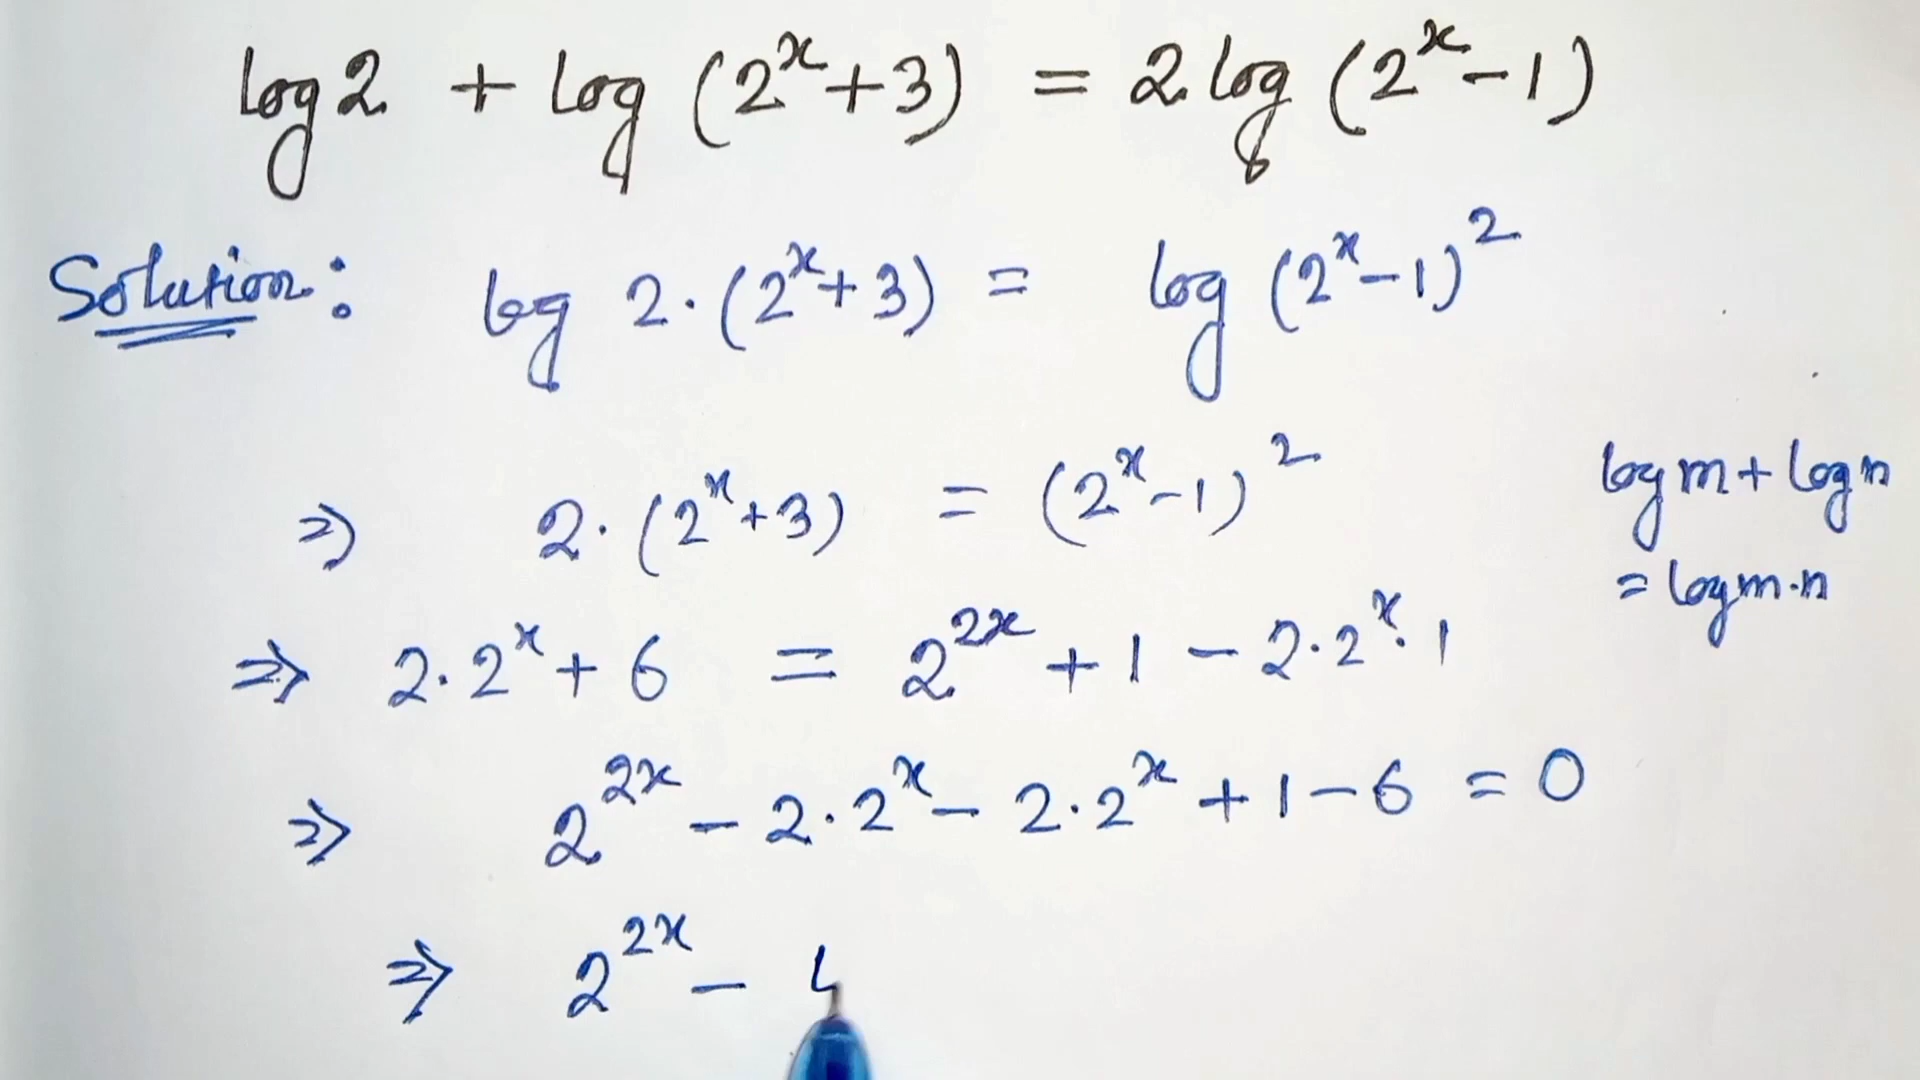 log 2 + log (2^x + 3) = 2 log (2^x - 1)
Solution: log 2·(2^x + 3) = log (2^x - 1)^2
⇒ 2·(2^x + 3) = (2^x - 1)^2
log m + log n
= log m·n
⇒ 2·2^x + 6 = 2^2x + 1 - 2·2^x·1
⇒ 2^2x - 2·2^x - 2·2^x + 1 - 6 = 0
⇒ 2^2x - 4